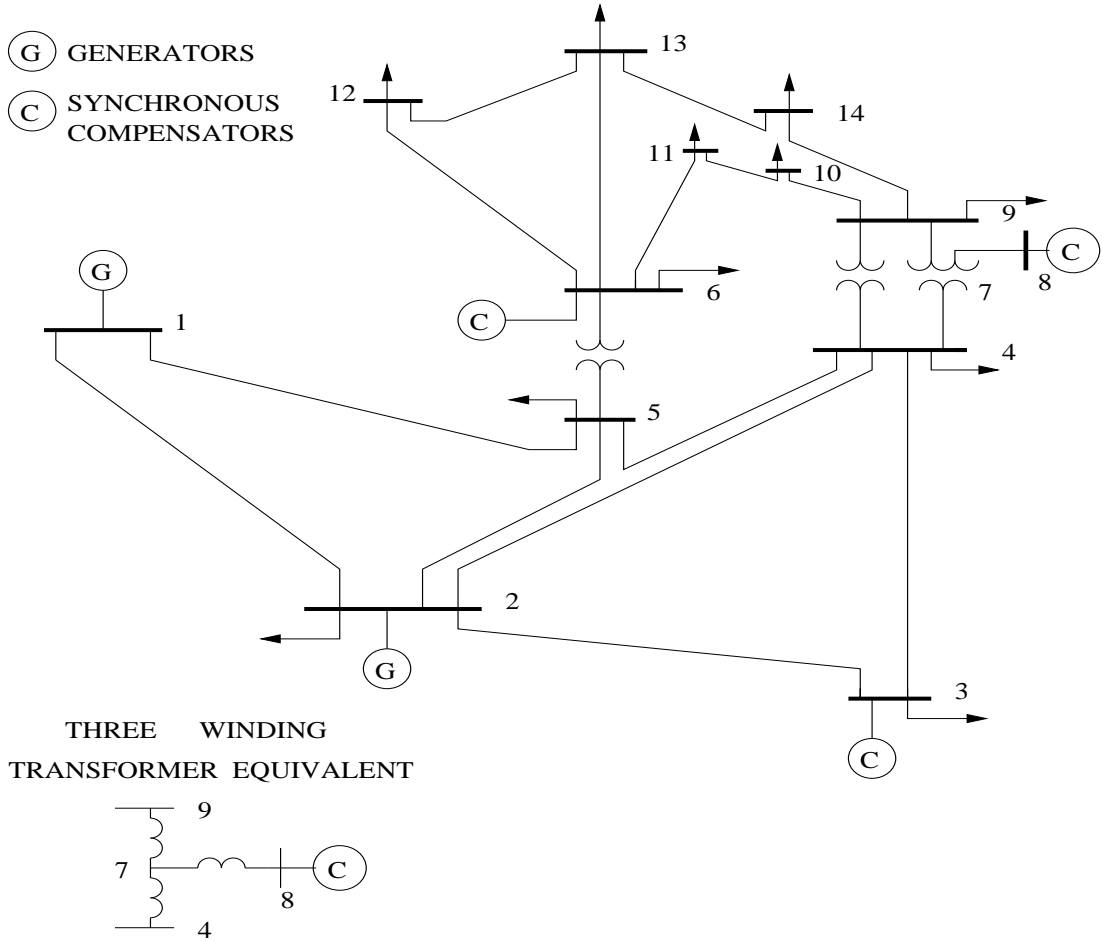 G GENERATORS
C SYNCHRONOUS
COMPENSATORS
13
12
14
11
10
9
G
C
8
7
6
C
1
4
5
2
G
3
C
THREE WINDING
TRANSFORMER EQUIVALENT
9
7
C
8
4